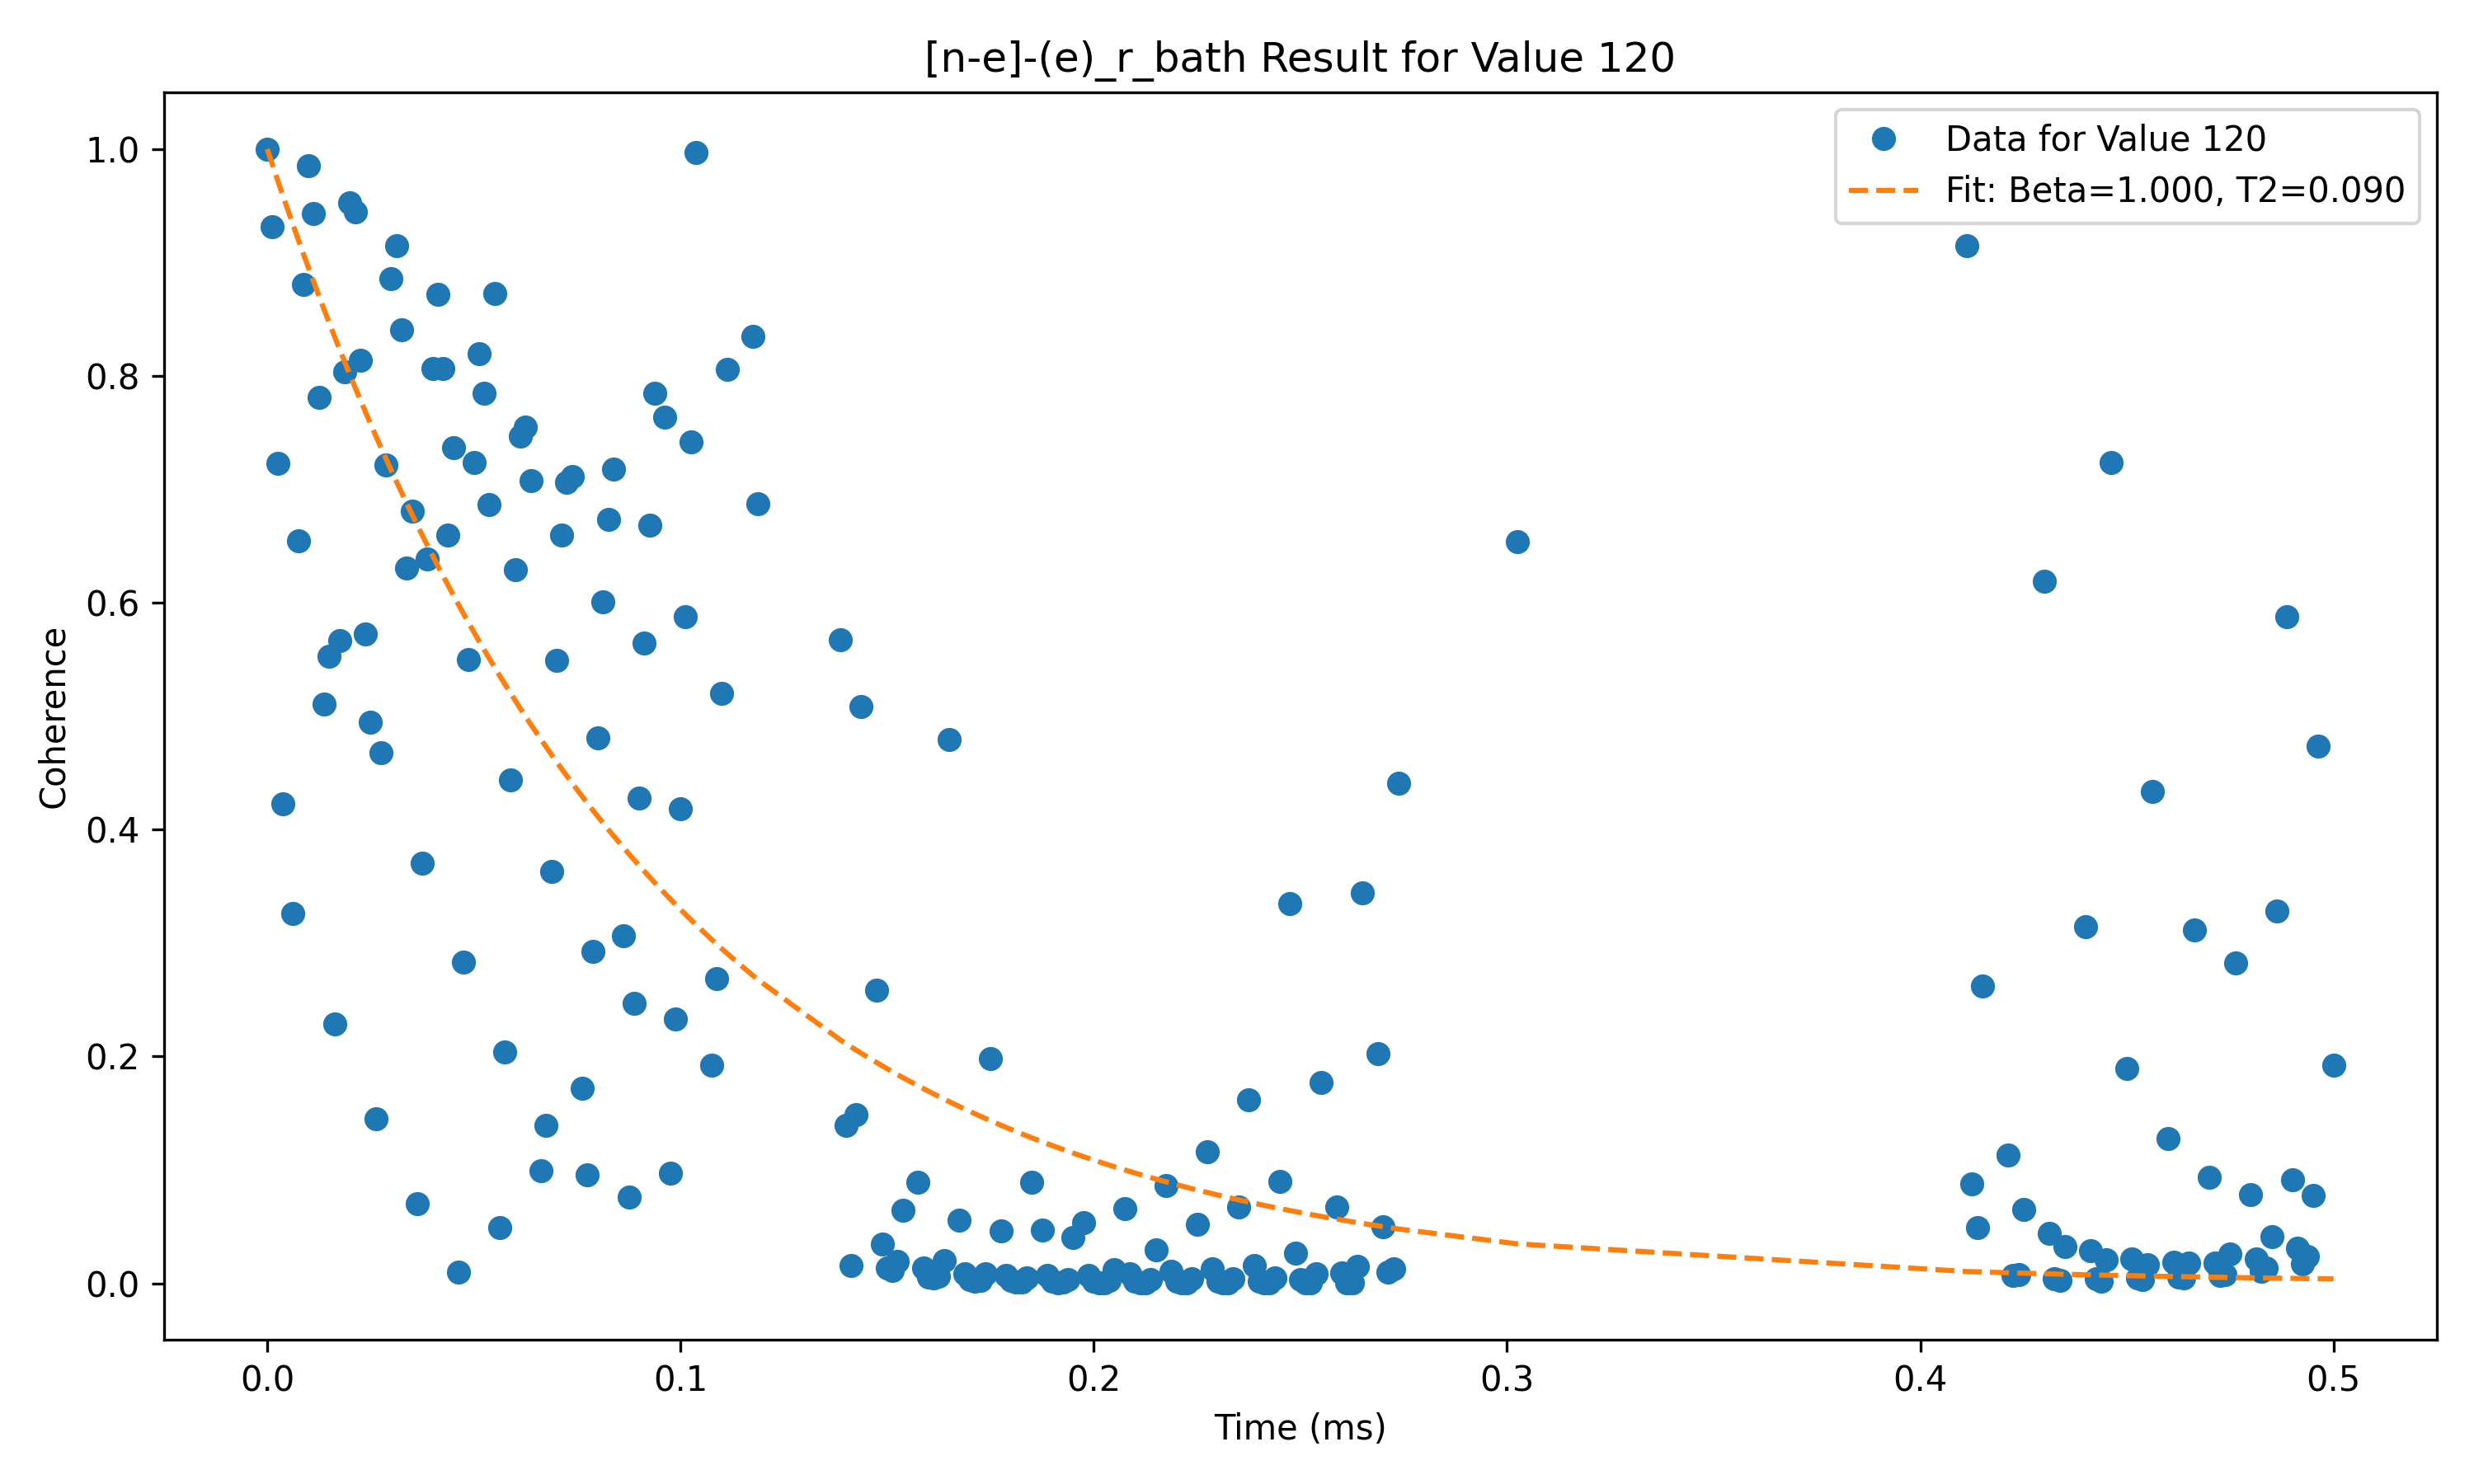 [n-e]-(e)_r_bath Result for Value 120
Data for Value 120
Fit: Beta=1.000, T2=0.090
Coherence
1.0
0.8
0.6
0.4
0.2
0.0
0.0 0.1 0.2 0.3 0.4 0.5
Time (ms)